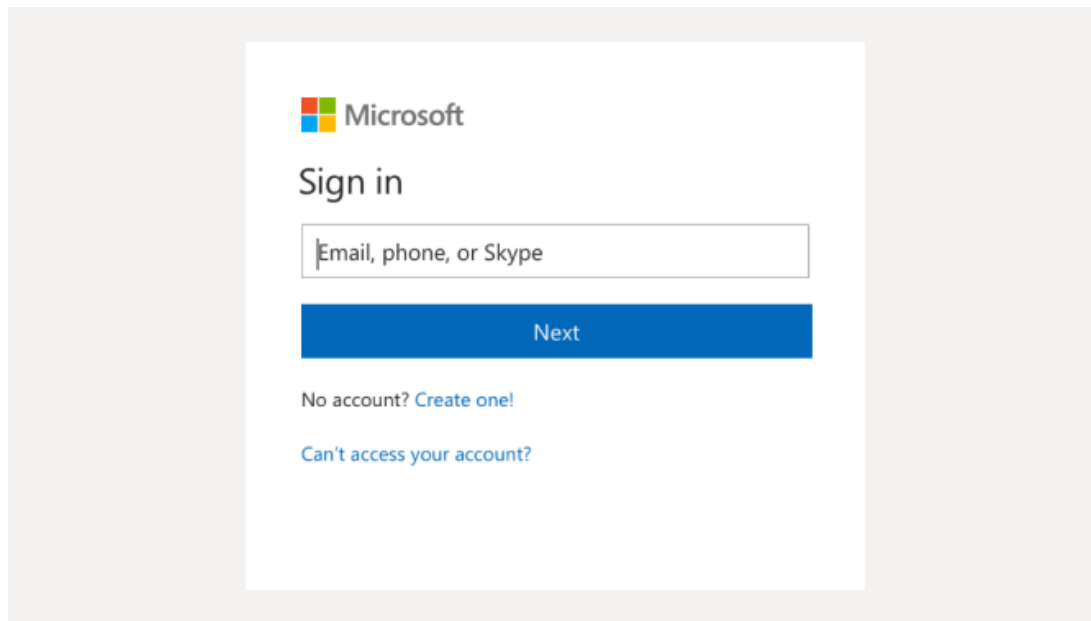 Microsoft
Sign in
Email, phone, or Skype
Next
No account? Create one!
Can't access your account?